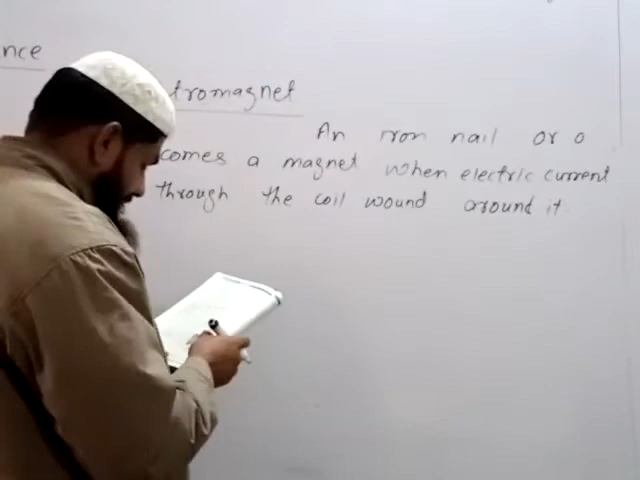 nce
tromagnet
An iron nail or o
comes a magnet when electric current
through the coil wound around it